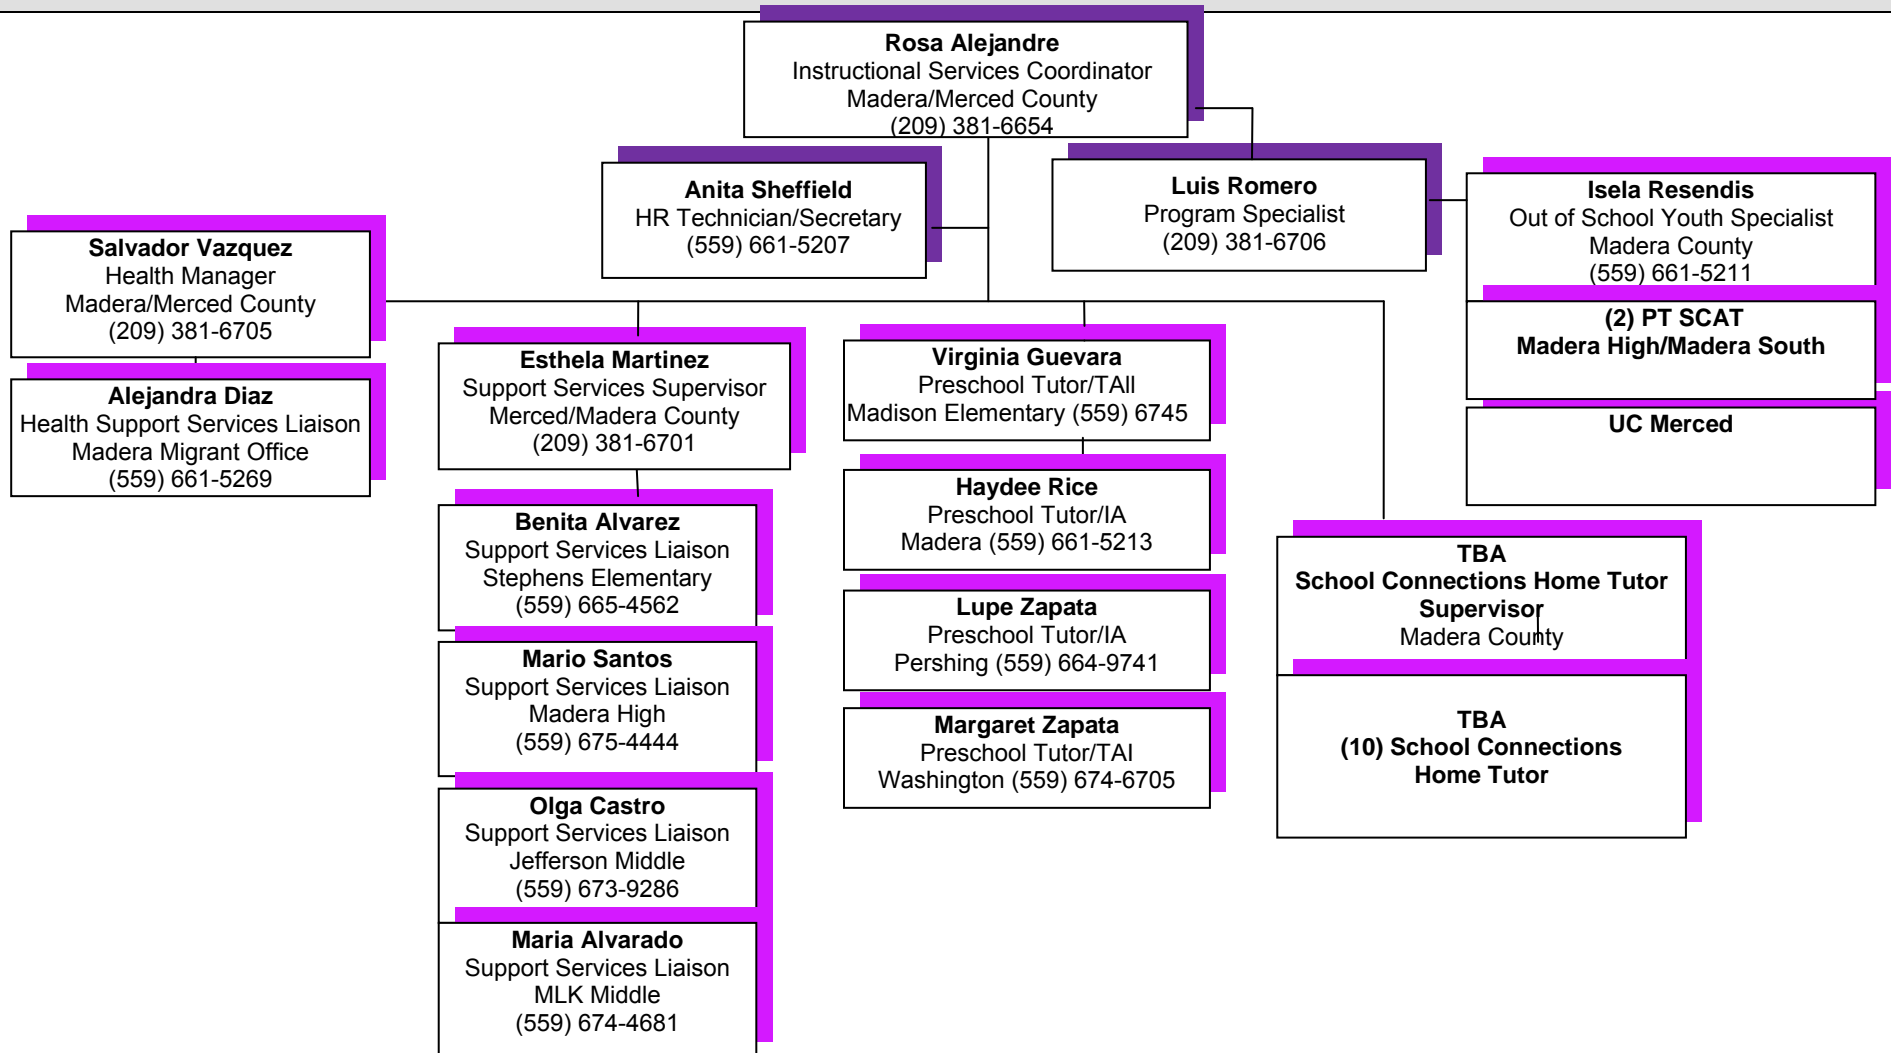 Rosa Alejandre
Instructional Services Coordinator
Madera/Merced County
(209) 381-6654
Anita Sheffield
HR Technician/Secretary
(559) 661-5207
Luis Romero
Program Specialist
(209) 381-6706
Isela Resendis
Out of School Youth Specialist
Madera County
(559) 661-5211
(2) PT SCAT
Madera High/Madera South
UC Merced
Salvador Vazquez
Health Manager
Madera/Merced County
(209) 381-6705
Alejandra Diaz
Health Support Services Liaison
Madera Migrant Office
(559) 661-5269
Esthela Martinez
Support Services Supervisor
Merced/Madera County
(209) 381-6701
Benita Alvarez
Support Services Liaison
Stephens Elementary
(559) 665-4562
Mario Santos
Support Services Liaison
Madera High
(559) 675-4444
Olga Castro
Support Services Liaison
Jefferson Middle
(559) 673-9286
Maria Alvarado
Support Services Liaison
MLK Middle
(559) 674-4681
Virginia Guevara
Preschool Tutor/TAII
Madison Elementary (559) 6745
Haydee Rice
Preschool Tutor/IA
Madera (559) 661-5213
Lupe Zapata
Preschool Tutor/IA
Pershing (559) 664-9741
Margaret Zapata
Preschool Tutor/TAI
Washington (559) 674-6705
TBA
School Connections Home Tutor
Supervisor
Madera County
TBA
(10) School Connections
Home Tutor